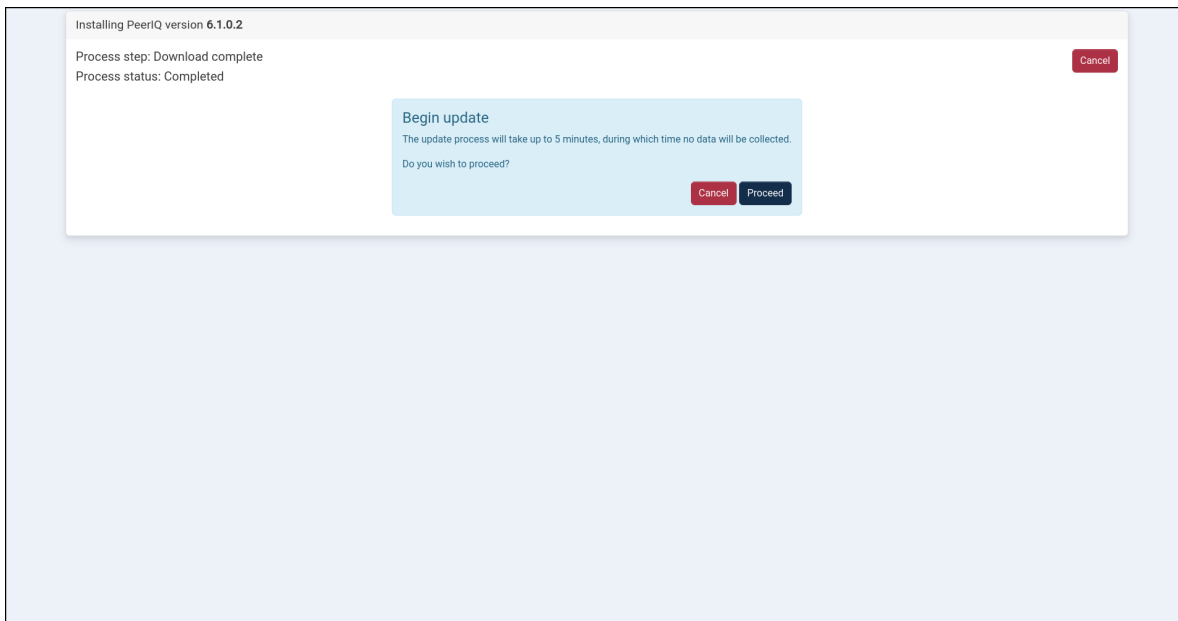 Installing PeerIQ version 6.1.0.2
Process step: Download complete
Process status: Completed
Cancel
Begin update
The update process will take up to 5 minutes, during which time no data will be collected.
Do you wish to proceed?
Cancel Proceed